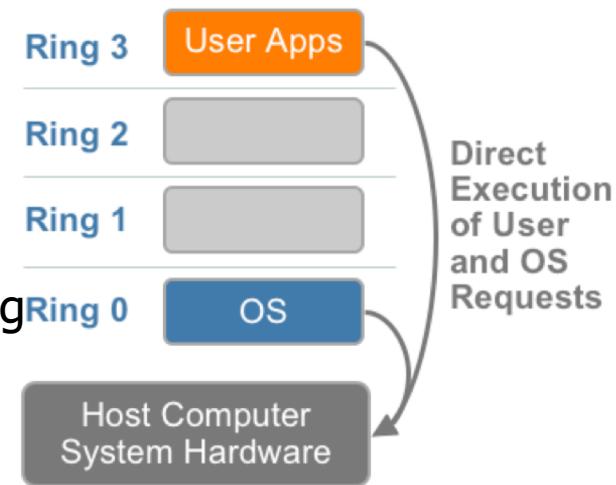 Ring 3
User Apps
Ring 2
Ring 1
Direct
Execution
of User
and OS
Requests
g
Ring 0
OS
Host Computer
System Hardware